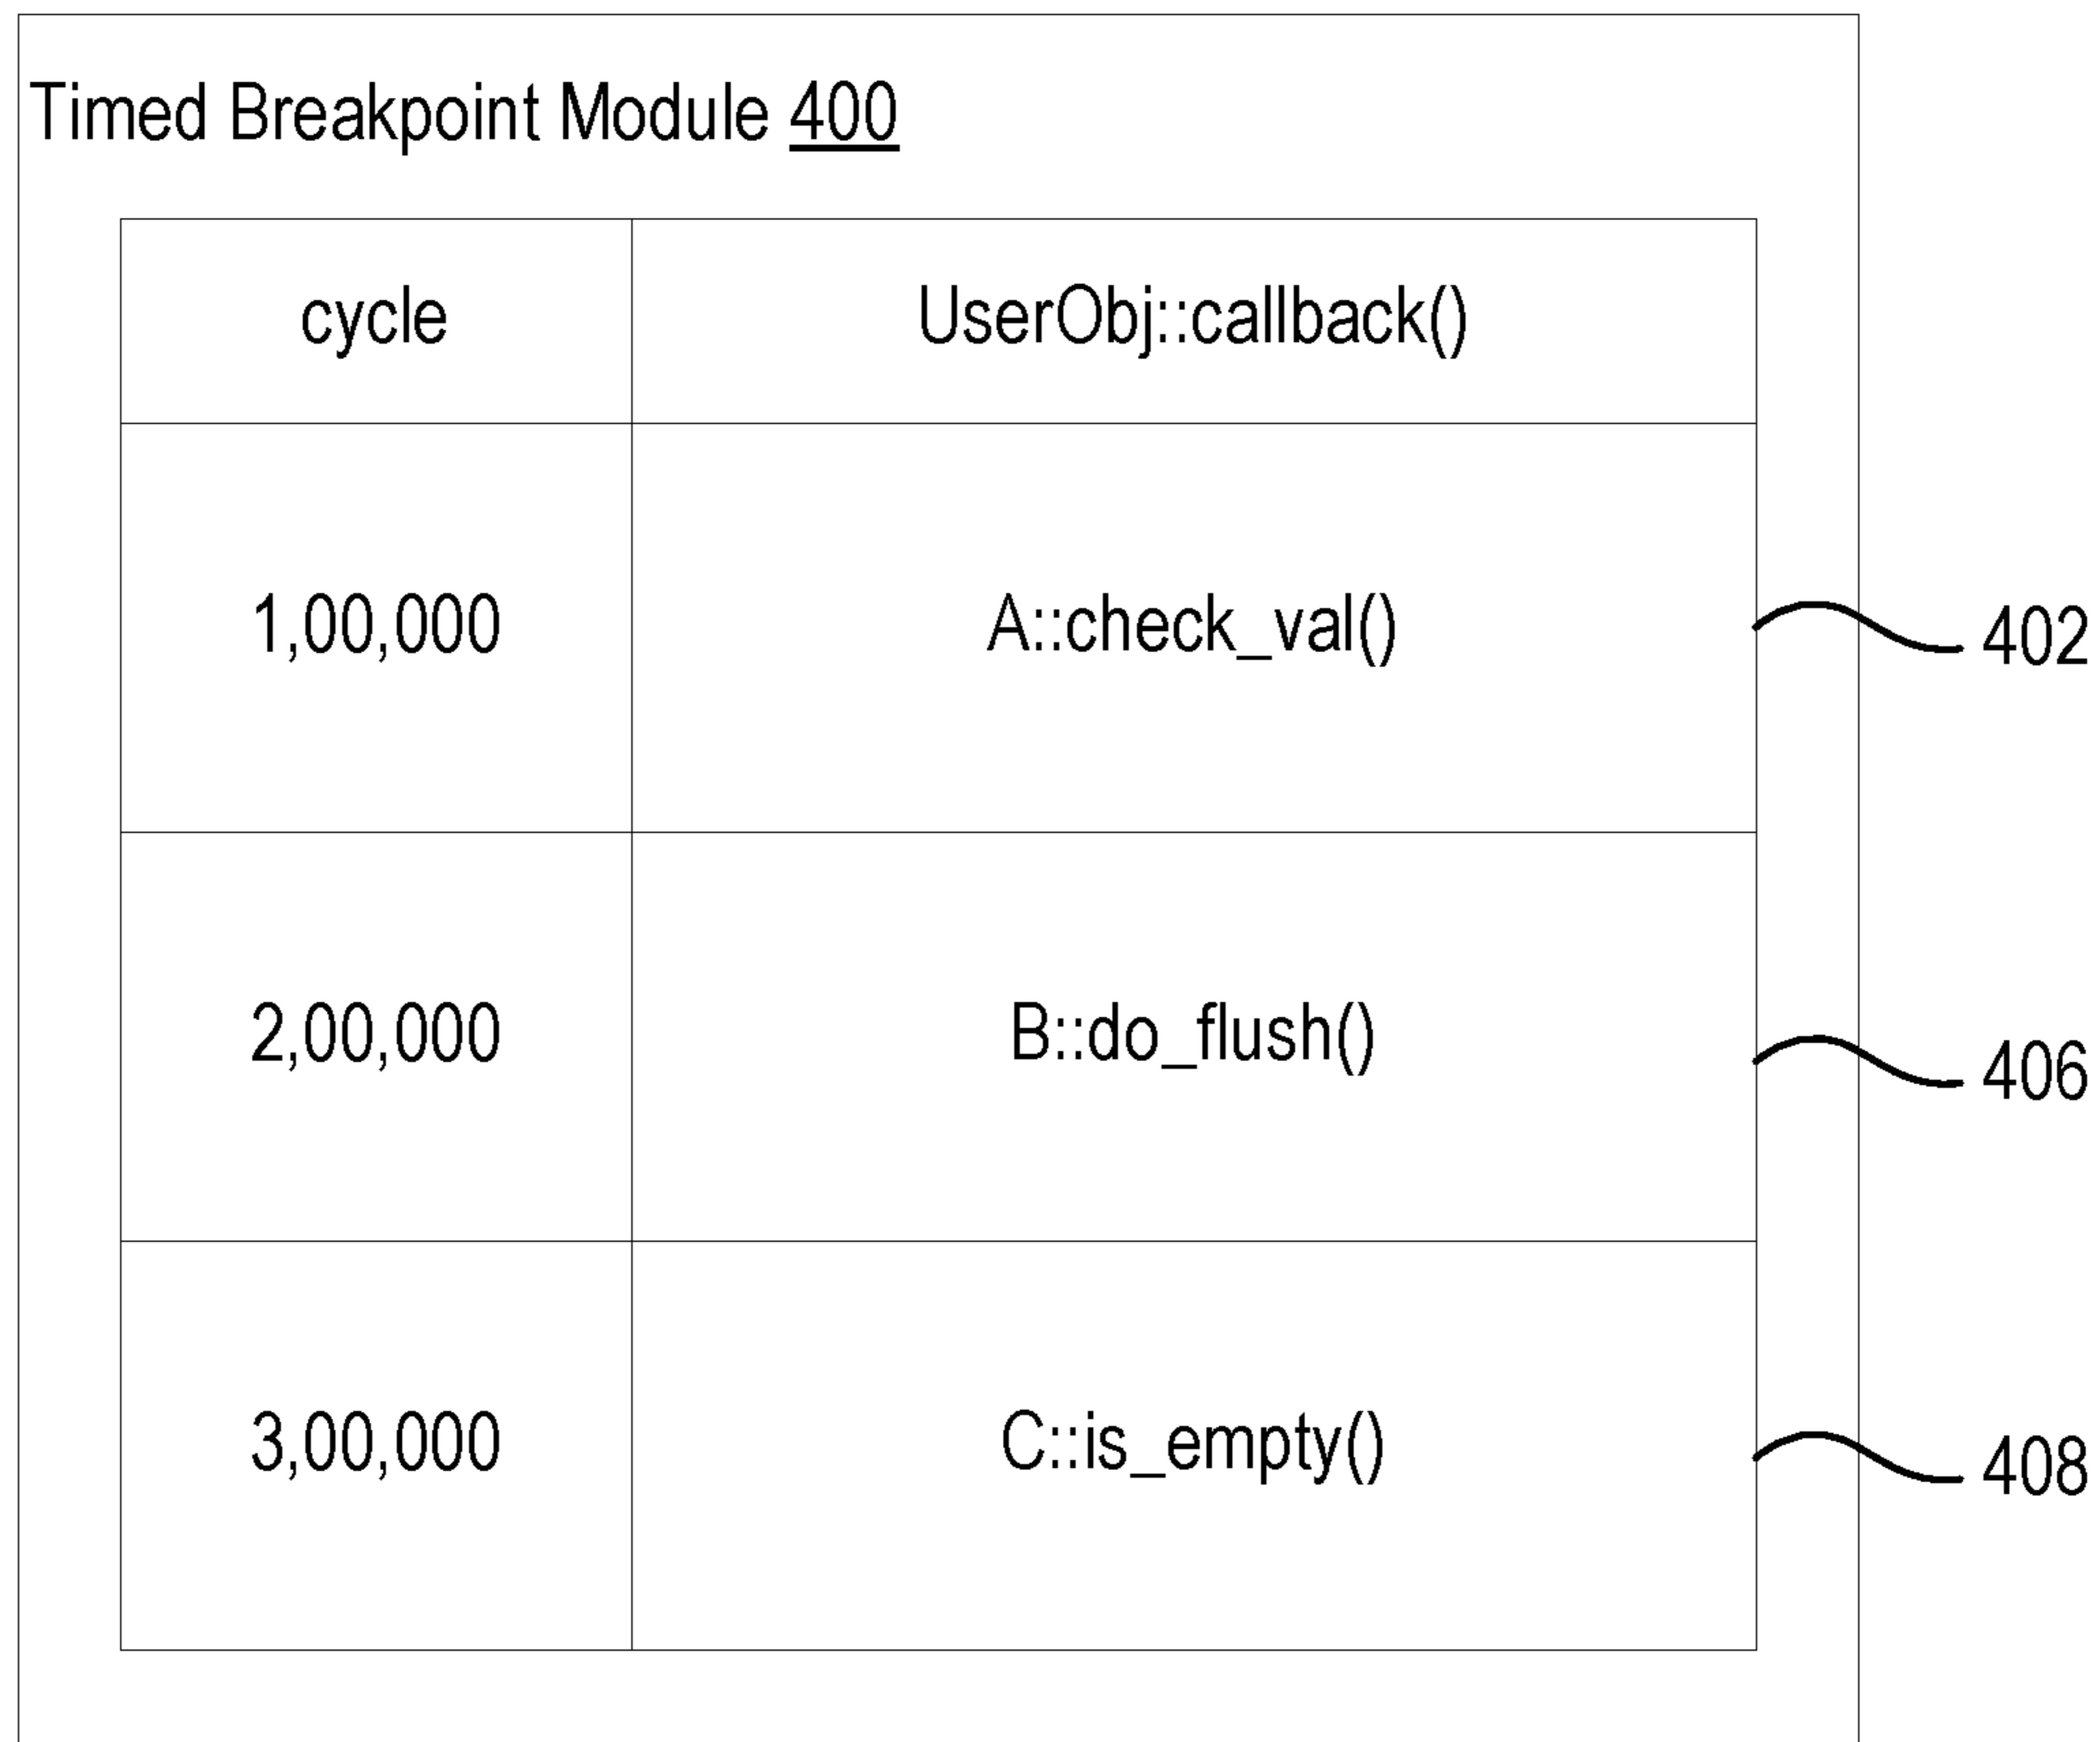 Timed Breakpoint Module 400
cycle UserObj::callback()
1,00,000 A::check_val() 402
2,00,000 B::do_flush() 406
3,00,000 C::is_empty() 408